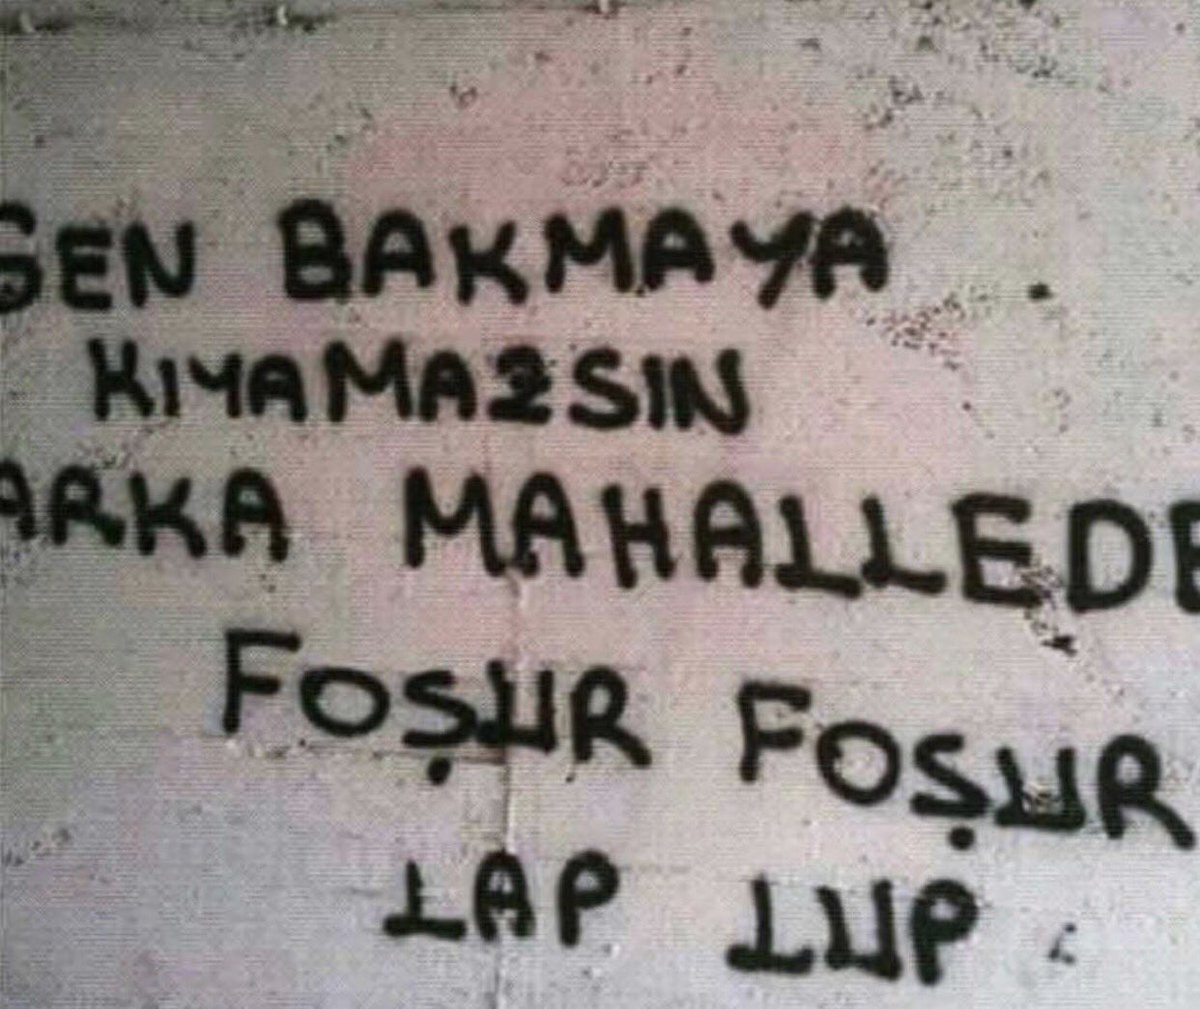 SEN BAKMAYA
KIYAMAZSIN
ARKA MAHALLEDE
FOŞUR FOŞUR
LAP LUP